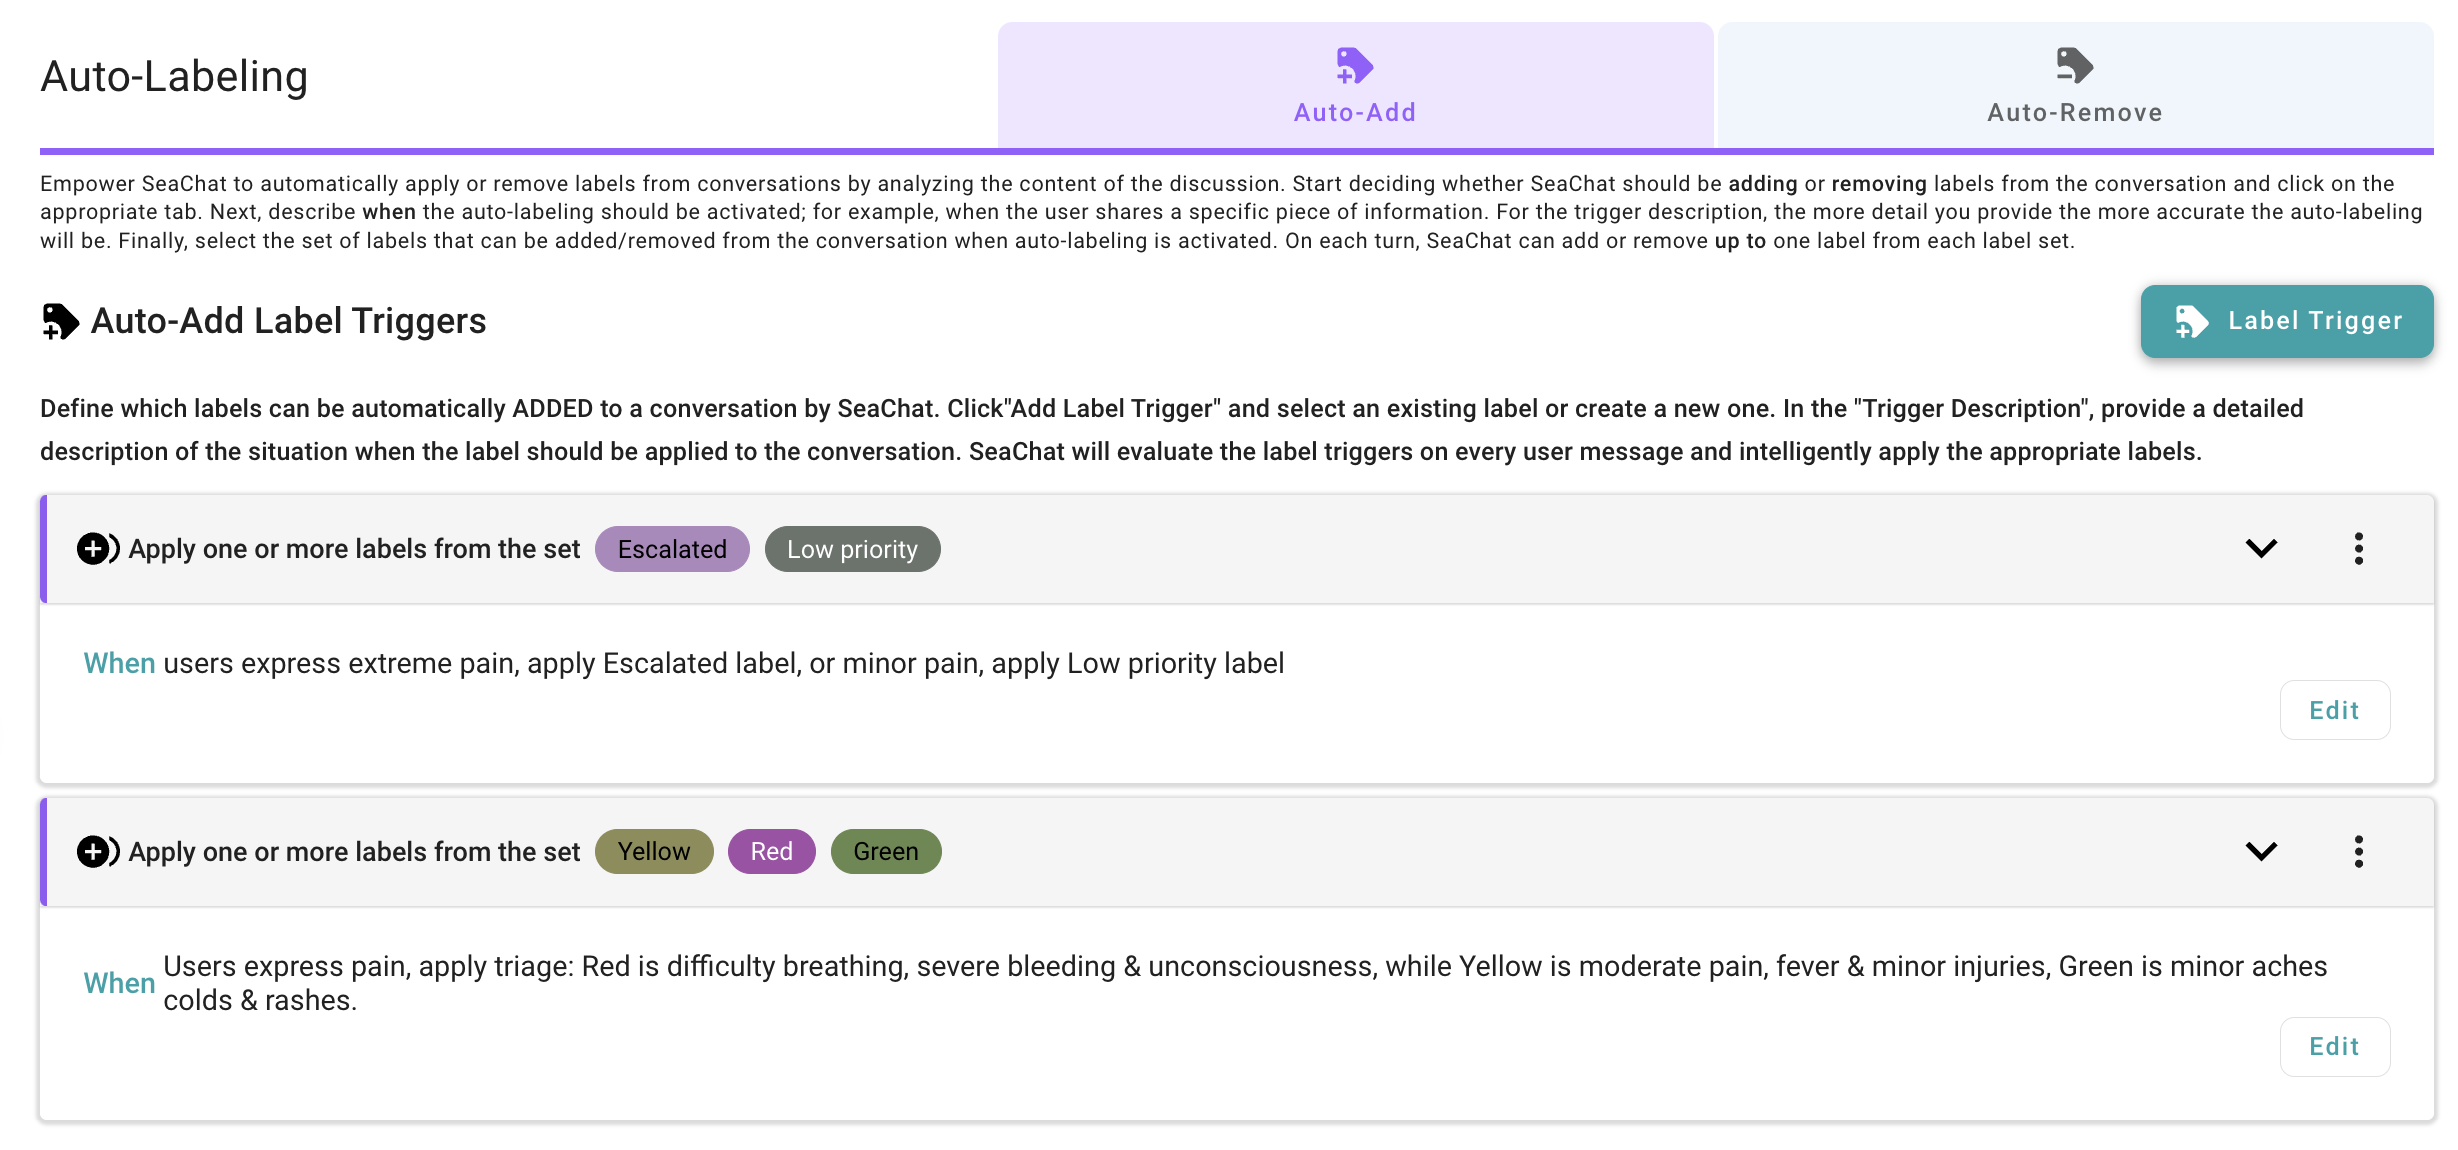 Auto-Labeling
Auto-Add
Auto-Remove
Empower SeaChat to automatically apply or remove labels from conversations by analyzing the content of the discussion. Start deciding whether SeaChat should be adding or removing labels from the conversation and click on the
appropriate tab. Next, describe when the auto-labeling should be activated; for example, when the user shares a specific piece of information. For the trigger description, the more detail you provide the more accurate the auto-labeling
will be. Finally, select the set of labels that can be added/removed from the conversation when auto-labeling is activated. On each turn, SeaChat can add or remove up to one label from each label set.
Auto-Add Label Triggers
Label Trigger
Define which labels can be automatically ADDED to a conversation by SeaChat. Click"Add Label Trigger" and select an existing label or create a new one. In the "Trigger Description", provide a detailed
description of the situation when the label should be applied to the conversation. SeaChat will evaluate the label triggers on every user message and intelligently apply the appropriate labels.
Apply one or more labels from the set Escalated Low priority
When users express extreme pain, apply Escalated label, or minor pain, apply Low priority label
Edit
Apply one or more labels from the set Yellow Red Green
When Users express pain, apply triage: Red is difficulty breathing, severe bleeding & unconsciousness, while Yellow is moderate pain, fever & minor injuries, Green is minor aches
colds & rashes.
Edit